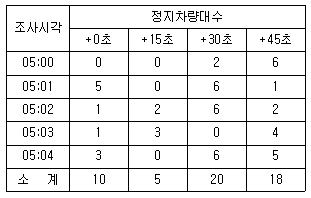 조사시각 정지차량대수
+0초 +15초 +30초 +45초
05:00 0 0 2 6
05:01 5 0 6 1
05:02 1 2 6 2
05:03 1 3 0 4
05:04 3 0 6 5
소 계 10 5 20 18